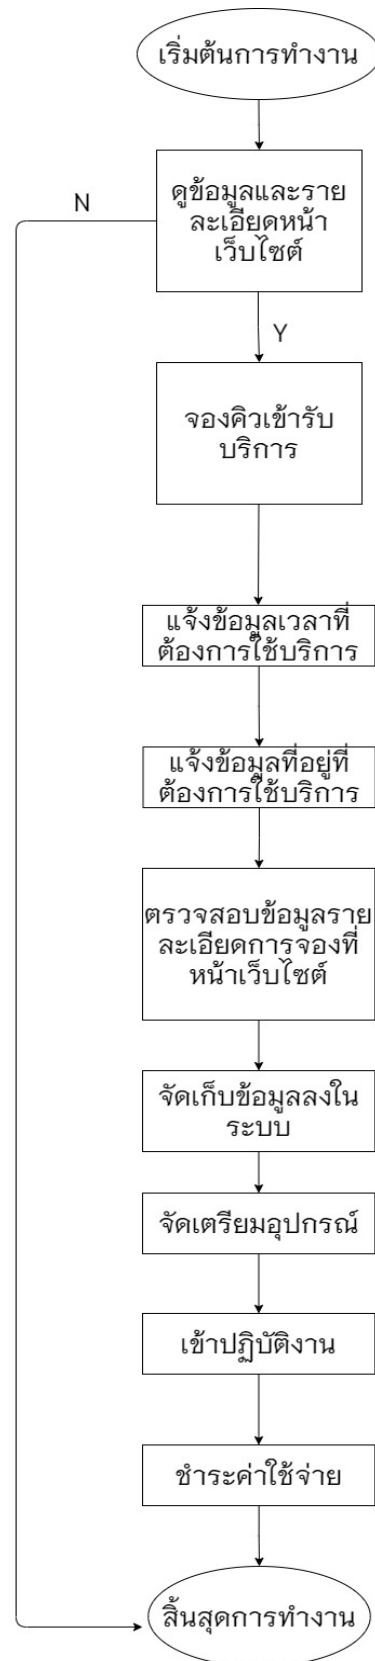 เริ่มต้นการทำงาน
ดูข้อมูลและราย
ละเอียดหน้า
เว็บไซต์
N
Y
จองคิวเข้ารับ
บริการ
แจ้งข้อมูลเวลาที่
ต้องการใช้บริการ
แจ้งข้อมูลที่อยู่ที่
ต้องการใช้บริการ
ตรวจสอบข้อมูลราย
ละเอียดการจองที่
หน้าเว็บไซต์
จัดเก็บข้อมูลลงใน
ระบบ
จัดเตรียมอุปกรณ์
เข้าปฏิบัติงาน
ชำระค่าใช้จ่าย
สิ้นสุดการทำงาน